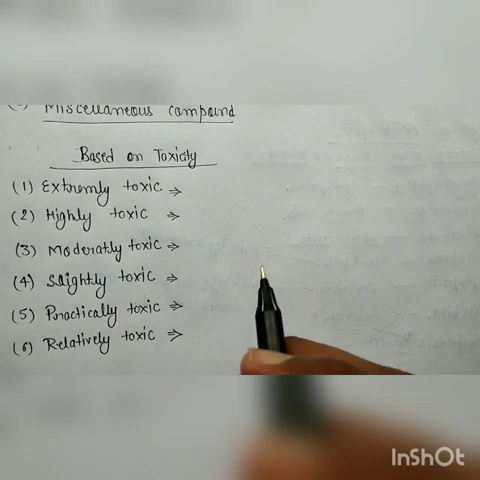 Miscellaneous compound
Based on Toxicity
(1) Extremly toxic ⇒
(2) Highly toxic ⇒
(3) Moderatly toxic ⇒
(4) Slightly toxic ⇒
(5) Practically toxic ⇒
(6) Relatively toxic ⇒
InShOt